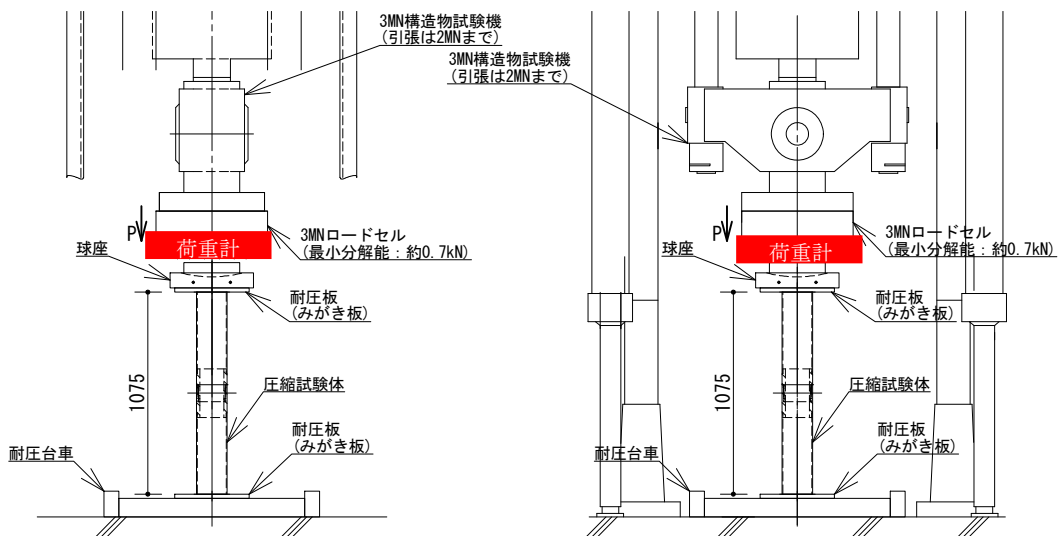 3MN構造物試験機
(引張は2MNまで)
P
荷重計
3MNロードセル
(最小分解能：約0.7kN)
球座
耐圧板
(みがき板)
1075
圧縮試験体
耐圧板
(みがき板)
耐圧台車
3MN構造物試験機
(引張は2MNまで)
P
荷重計
3MNロードセル
(最小分解能：約0.7kN)
球座
耐圧板
(みがき板)
1075
圧縮試験体
耐圧板
(みがき板)
耐圧台車